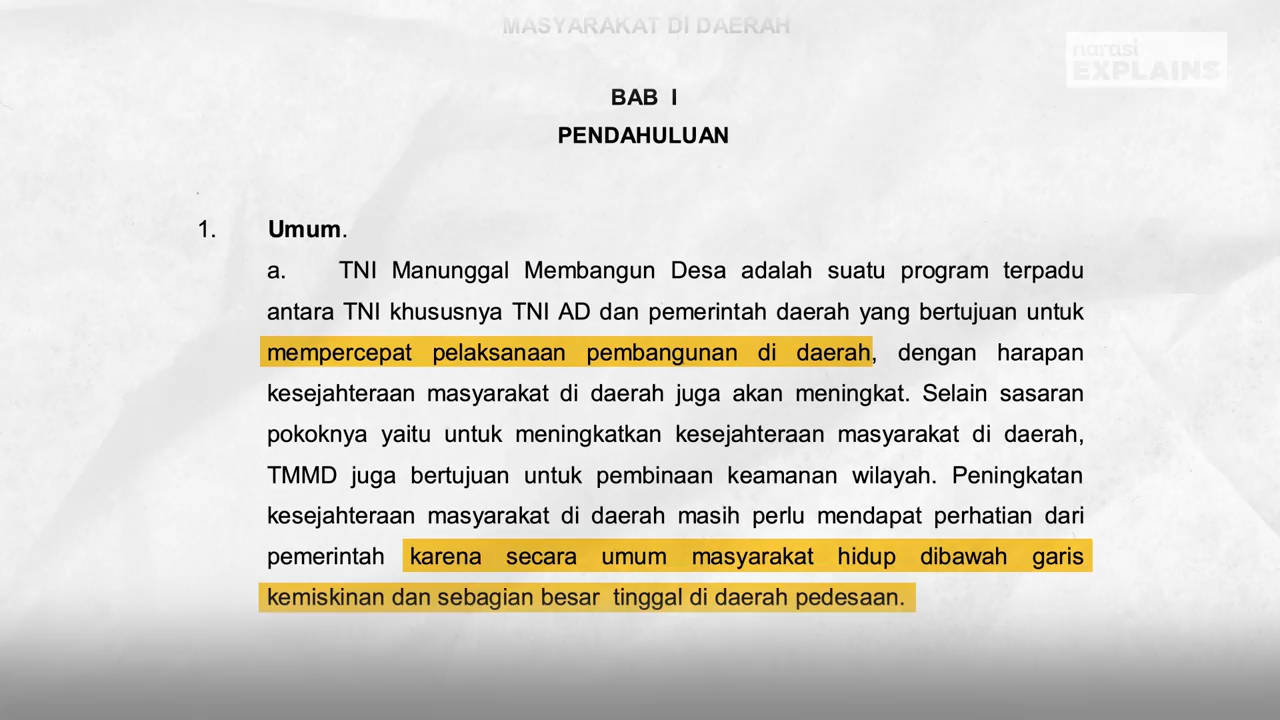 MASYARAKAT DI DAERAH
narasi
EXPLAINS
BAB I
PENDAHULUAN
1. Umum.
a. TNI Manunggal Membangun Desa adalah suatu program terpadu
antara TNI khususnya TNI AD dan pemerintah daerah yang bertujuan untuk
mempercepat pelaksanaan pembangunan di daerah, dengan harapan
kesejahteraan masyarakat di daerah juga akan meningkat. Selain sasaran
pokoknya yaitu untuk meningkatkan kesejahteraan masyarakat di daerah,
TMMD juga bertujuan untuk pembinaan keamanan wilayah. Peningkatan
kesejahteraan masyarakat di daerah masih perlu mendapat perhatian dari
pemerintah karena secara umum masyarakat hidup dibawah garis
kemiskinan dan sebagian besar tinggal di daerah pedesaan.